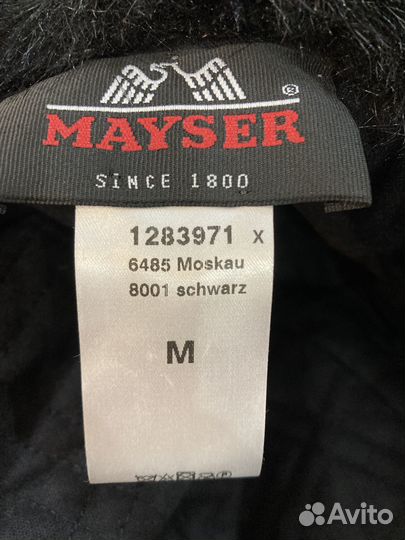 ®
MAYSER
SINCE 1800
1283971 x
6485 Moskau
8001 schwarz
M
Avito